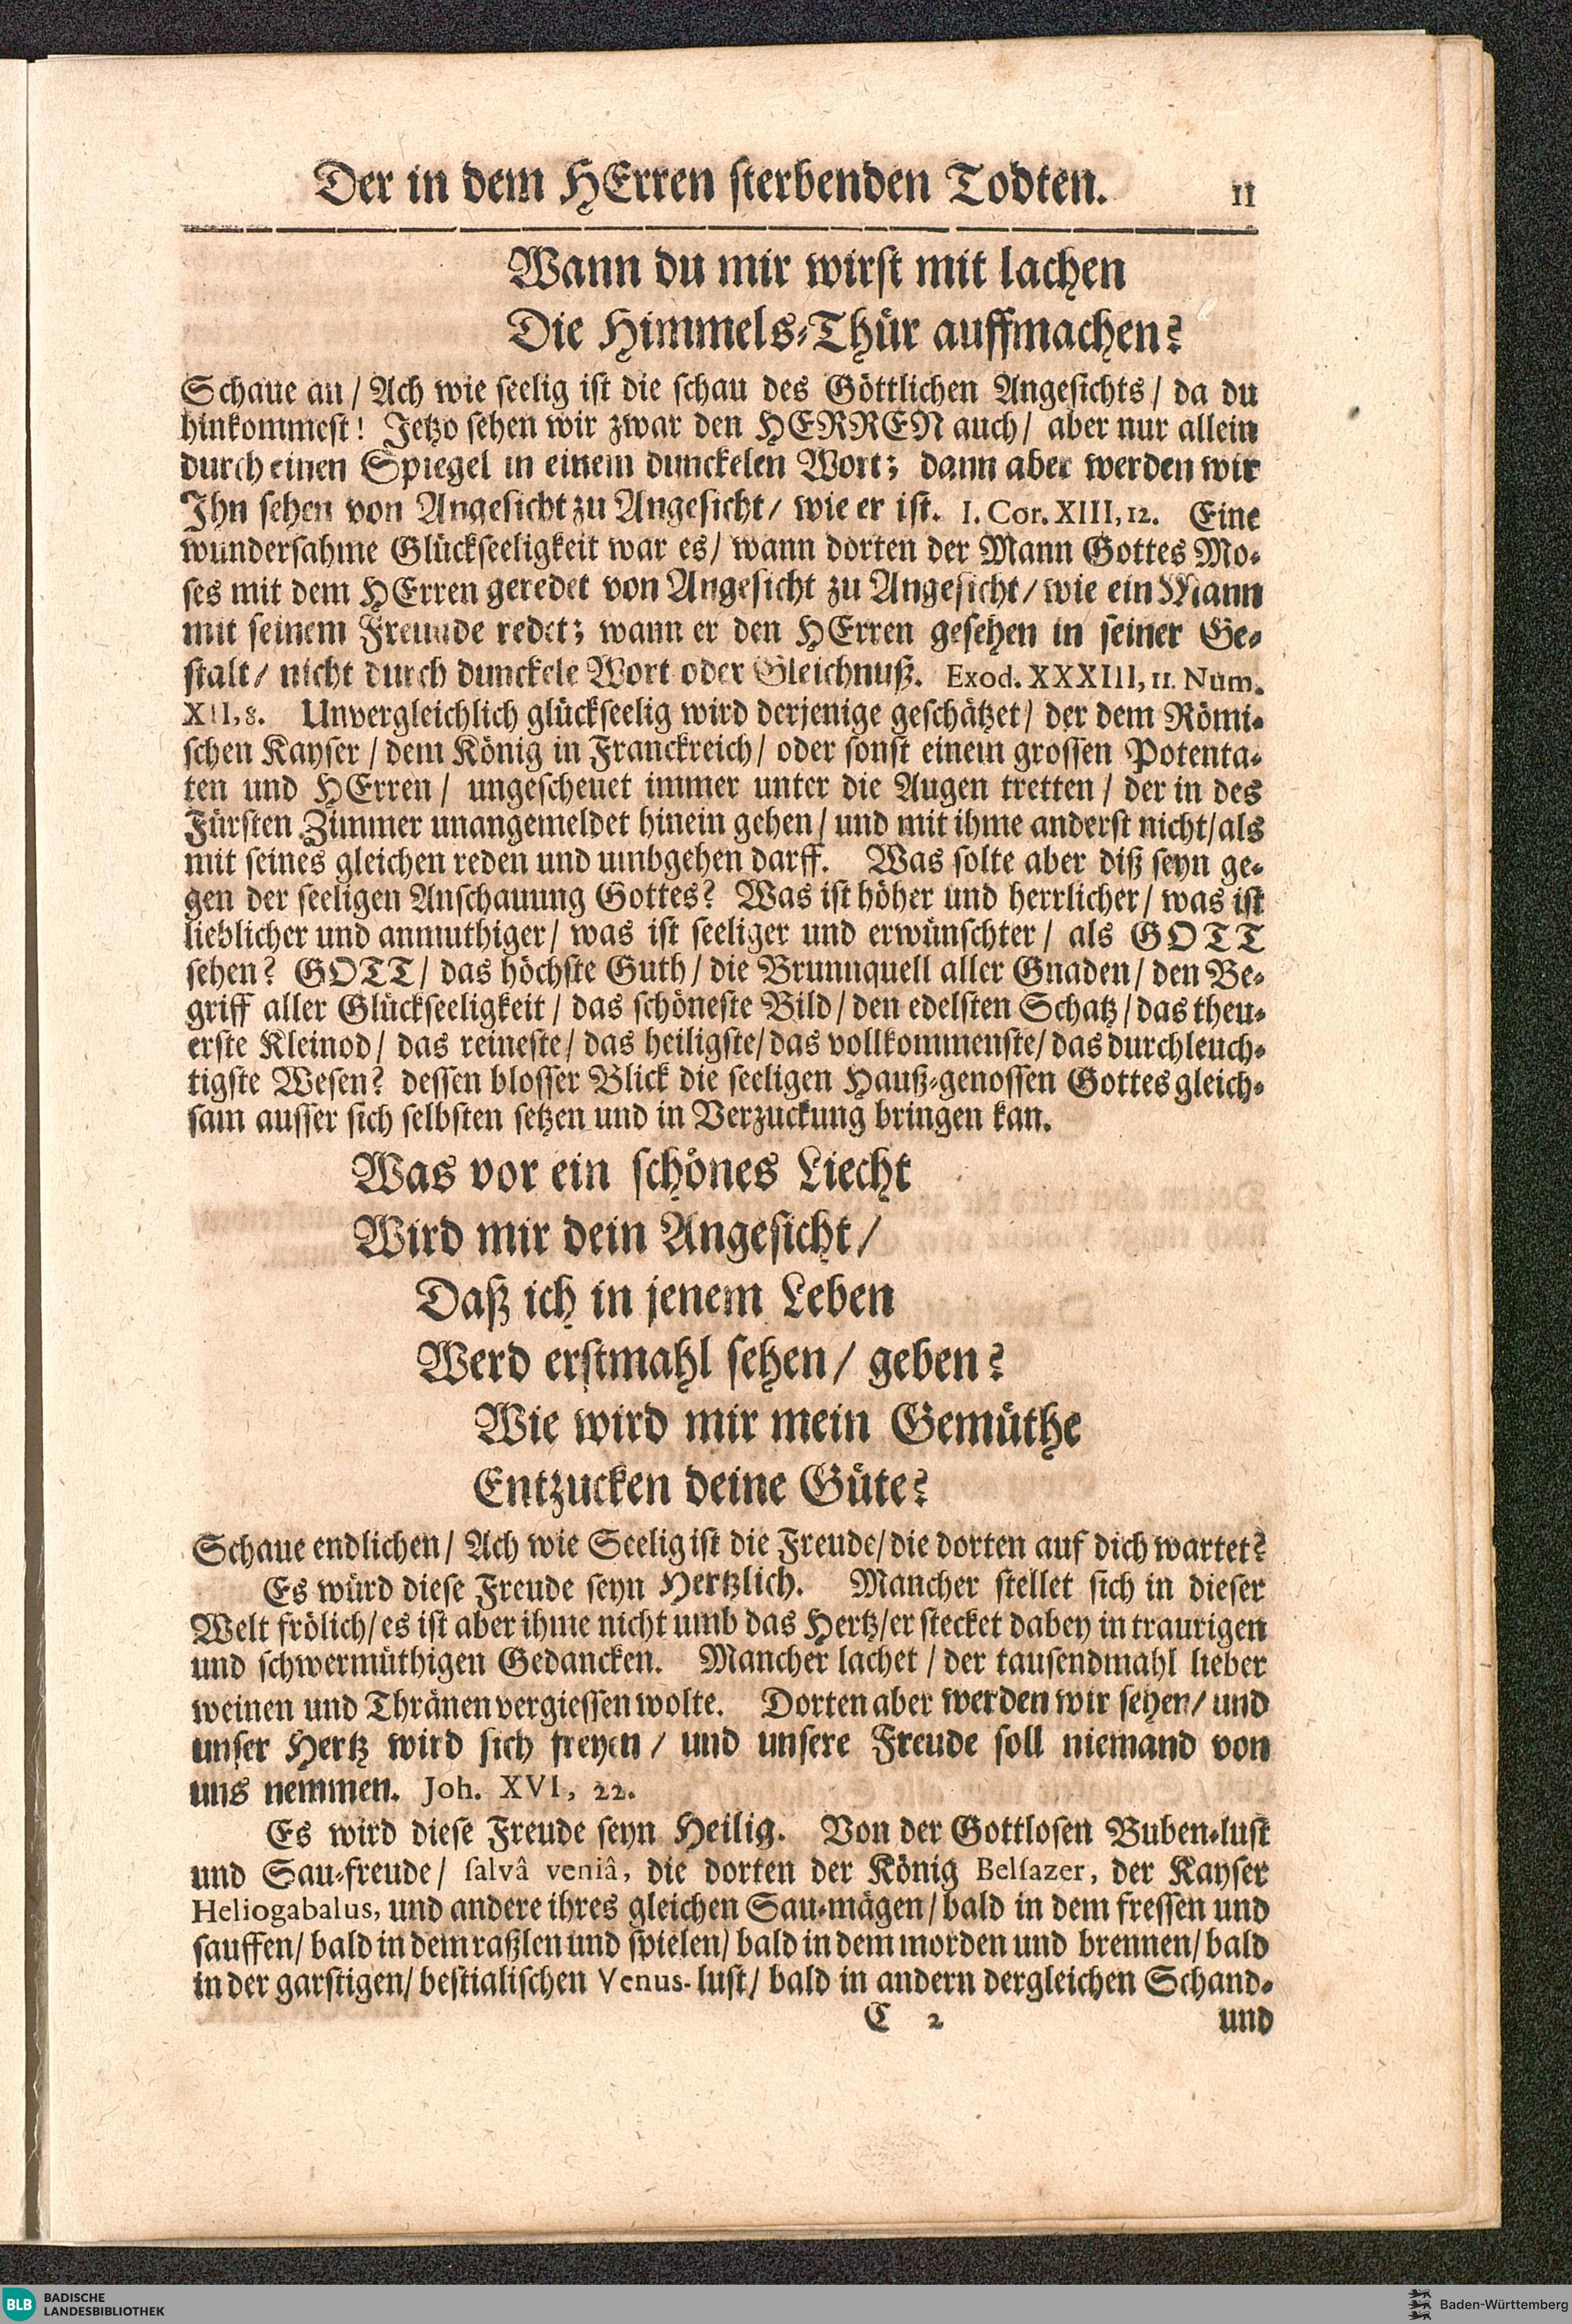 Der in dem HErren sterbenden Todten. 11
Wann du mir wirst mit lachen
Die Himmels-Thür auffmachen?
Schaue an / Ach wie seelig ist die schau des Göttlichen Angesichts / da du
hinkommest! Jetzo sehen wir zwar den HERREN auch / aber nur allein
durch einen Spiegel in einem dunckelen Wort; dann aber werden wir
Ihn sehen von Angesicht zu Angesicht / wie er ist. I. Cor. XIII, 12. Eine
wundersahme Glückseeligkeit war es / wann dorten der Mann Gottes Mo-
ses mit dem HErren geredet von Angesicht zu Angesicht / wie ein Mann
mit seinem Freunde redet; wann er den HErren gesehen in seiner Ge-
stalt / nicht durch dunckele Wort oder Gleichnuß. Exod. XXXIII, 11. Num.
XII, 8. Unvergleichlich glückseelig wird derjenige geschätzet / der dem Römi-
schen Kayser / dem König in Franckreich / oder sonst einem grossen Potenta-
ten und HErren / ungescheuet immer unter die Augen tretten / der in des
Fürsten Zimmer unangemeldet hinein gehen / und mit ihme anderst nicht / als
mit seines gleichen reden und umbgehen darff. Was solte aber diß seyn ge-
gen der seeligen Anschauung Gottes? Was ist höher und herrlicher / was ist
lieblicher und anmuthiger / was ist seeliger und erwünschter / als GOTT
sehen? GOTT / das höchste Guth / die Brunnquell aller Gnaden / den Be-
griff aller Glückseeligkeit / das schöneste Bild / den edelsten Schatz / das theu-
erste Kleinod / das reineste / das heiligste / das vollkommenste / das durchleuch-
tigste Wesen? dessen blosser Blick die seeligen Hauß-genossen Gottes gleich-
sam ausser sich selbsten setzen und in Verzuckung bringen kan.
Was vor ein schönes Liecht
Wird mir dein Angesicht /
Daß ich in jenem Leben
Werd erstmahl sehen / geben?
Wie wird mir mein Gemüthe
Entzucken deine Güte?
Schaue endlichen / Ach wie Seelig ist die Freude / die dorten auf dich wartet?
Es würd diese Freude seyn Hertzlich. Mancher stellet sich in dieser
Welt frölich / es ist aber ihme nicht umb das Hertz / er stecket dabey in traurigen
und schwermüthigen Gedancken. Mancher lachet / der tausendmahl lieber
weinen und Thränen vergiessen wolte. Dorten aber werden wir sehen / und
unser Hertz wird sich freyen / und unsere Freude soll niemand von
uns nemmen. Joh. XVI, 22.
Es wird diese Freude seyn Heilig. Von der Gottlosen Buben-lust
und Sau-freude / salvâ veniâ, die dorten der König Belsazer, der Kayser
Heliogabalus, und andere ihres gleichen Sau-mägen / bald in dem fressen und
sauffen / bald in dem raßlen und spielen / bald in dem morden und brennen / bald
in der garstigen / bestialischen Venus-lust / bald in andern dergleichen Schand-
C 2 und
BLB BADISCHE
LANDESBIBLIOTHEK
Baden-Württemberg